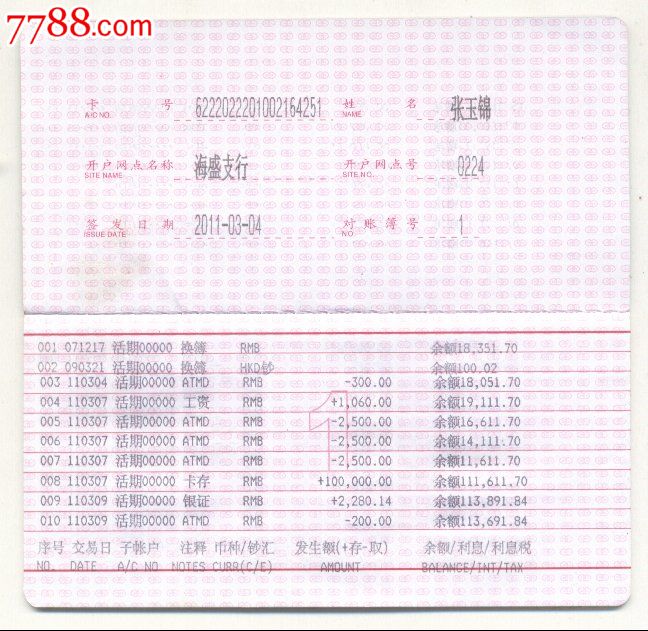 7788.com
卡 号 6222022201002164251 姓 名 张玉锦
A/C NO. NAME
开户网点名称 海盛支行 开户网点号 0224
SITE NAME SITE NO.
签发日期 2011-03-04 对账簿号 1
ISSUE DATE NO
001 071217 活期00000 换簿 RMB 余额18,351.70
002 090321 活期00000 换簿 HKD钞 余额100.02
003 110304 活期00000 ATMD RMB -300.00 余额18,051.70
004 110307 活期00000 工资 RMB +1,060.00 余额19,111.70
005 110307 活期00000 ATMD RMB -2,500.00 余额16,611.70
006 110307 活期00000 ATMD RMB -2,500.00 余额14,111.70
007 110307 活期00000 ATMD RMB -2,500.00 余额11,611.70
008 110307 活期00000 卡存 RMB +100,000.00 余额111,611.70
009 110309 活期00000 银证 RMB +2,280.14 余额113,891.84
010 110309 活期00000 ATMD RMB -200.00 余额113,691.84
1
序号 交易日 子帐户 注释 币种/钞汇 发生额(+存-取) 余额/利息/利息税
NO. DATE A/C NO NOTES CURR(C/E) AMOUNT BALANCE/INT/TAX